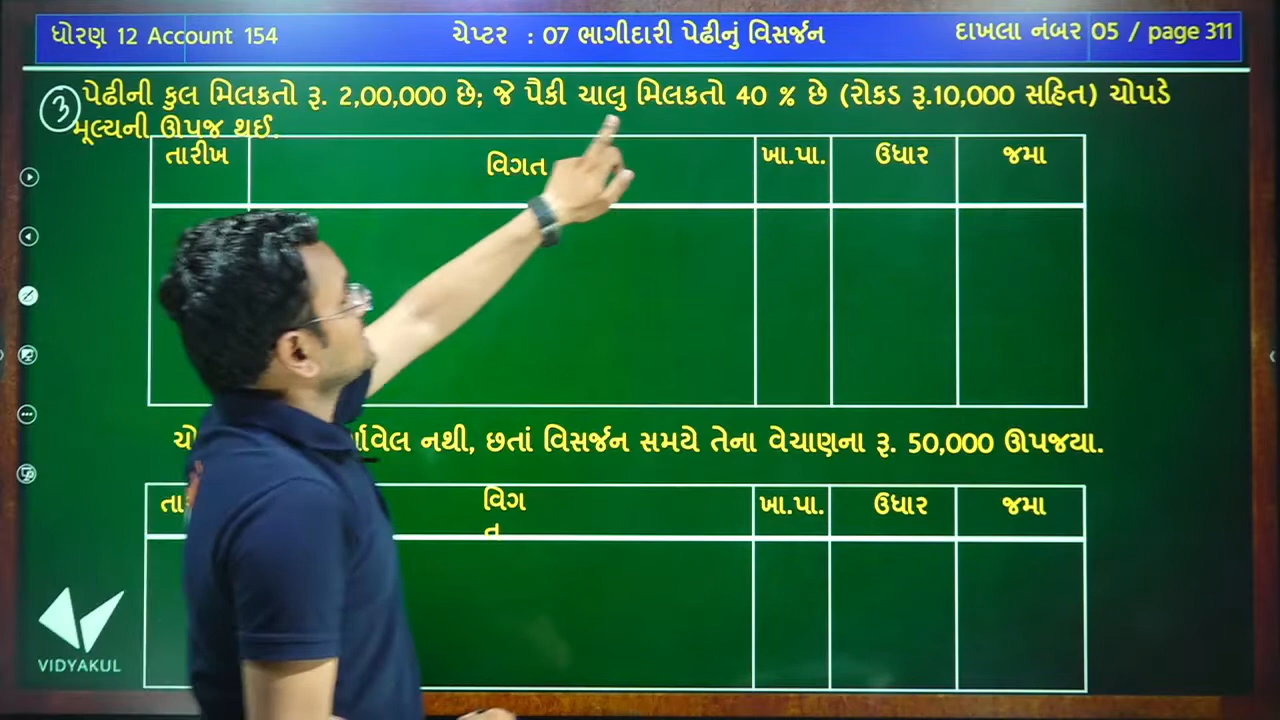 ધોરણ 12 Account 154
ચેપ્ટર : 07 ભાગીદારી પેઢીનું વિસર્જન
દાખલા નંબર 05 / page 311
3 પેઢીની કુલ મિલકતો રૂ. 2,00,000 છે; જે પૈકી ચાલુ મિલકતો 40 % છે (રોકડ રૂ.10,000 સહિત) ચોપડે
મૂલ્યની ઊપજ થઈ.
તારીખ વિગત ખા.પા. ઉધાર જમા
નથી, છતાં વિસર્જન સમયે તેના વેચાણના રૂ. 50,000 ઊપજયા.
વિગ ખા.પા. ઉધાર જમા
ત
VIDYAKUL